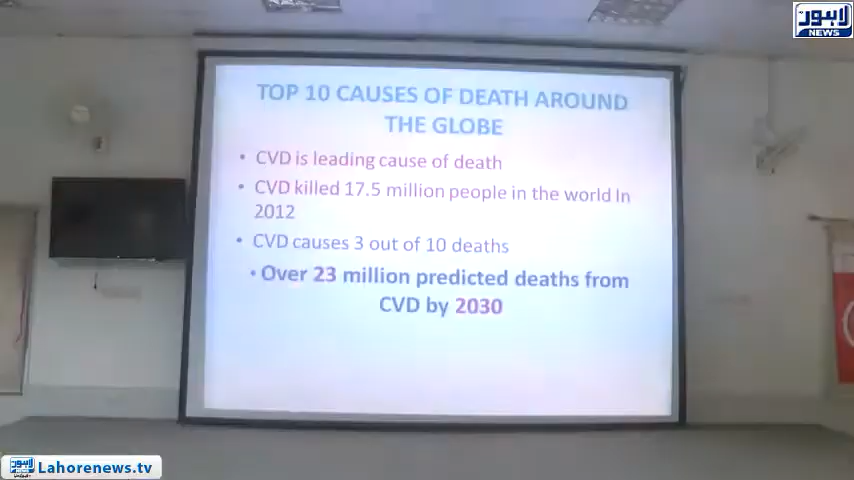 لاہور
NEWS
TOP 10 CAUSES OF DEATH AROUND
THE GLOBE
• CVD is leading cause of death
• CVD killed 17.5 million people in the world In
2012
• CVD causes 3 out of 10 deaths
• Over 23 million predicted deaths from
CVD by 2030
لاہور
Lahorenews.tv